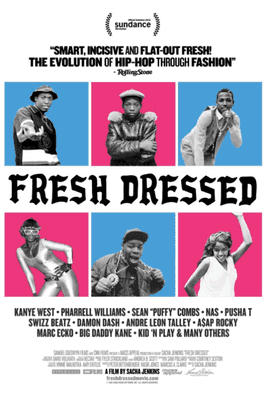 sundance
"SMART, INCISIVE AND FLAT-OUT FRESH!
THE EVOLUTION OF HIP-HOP THROUGH FASHION"
- RollingStone
FRESH DRESSED
KANYE WEST • PHARRELL WILLIAMS • SEAN "PUFFY" COMBS • NAS • PUSHA T
SWIZZ BEATZ • DAMON DASH • ANDRE LEON TALLEY • A$AP ROCKY
MARC ECKO • BIG DADDY KANE • KID 'N PLAY & MANY OTHERS
A FILM BY SACHA JENKINS
freshdressedmovie.com